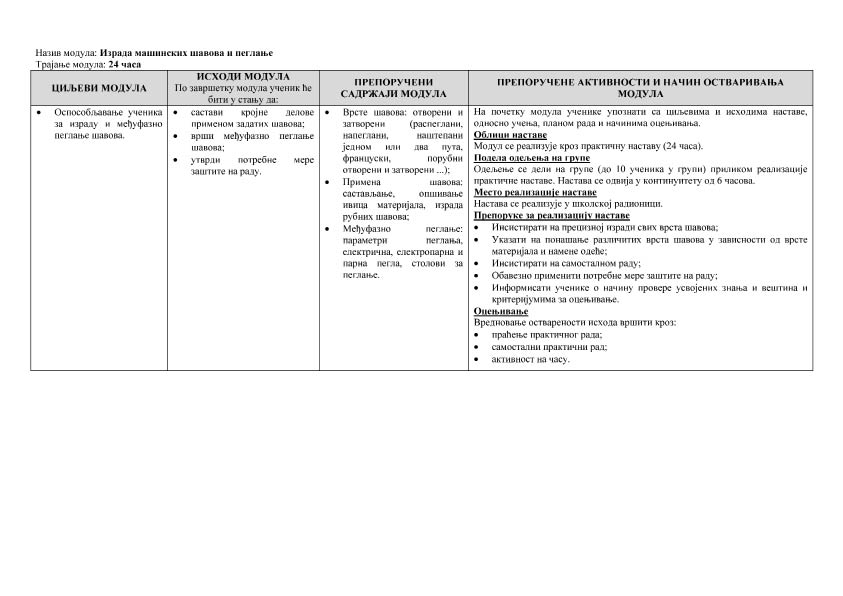 Назив модула: Израда машинских шавова и пеглање
Трајање модула: 24 часа
ЦИЉЕВИ МОДУЛА
ИСХОДИ МОДУЛА
По завршетку модула ученик ће
бити у стању да:
ПРЕПОРУЧЕНИ
САДРЖАЈИ МОДУЛА
ПРЕПОРУЧЕНЕ АКТИВНОСТИ И НАЧИН ОСТВАРИВАЊА
МОДУЛА
• Оспособљавање ученика
за израду и међуфазно
пеглање шавова.
• састави кројне делове
применом задатих шавова;
• врши међуфазно пеглање
шавова;
• утврди потребне мере
заштите на раду.
• Врсте шавова: отворени и
затворени (распеглани,
напеглани, наштепани
једном или два пута,
француски, порубни
отворени и затворени ...);
• Примена шавова;
састављање, опшивање
ивица материјала, израда
рубних шавова;
• Међуфазно пеглање:
параметри пеглања,
електрична, електропарна и
парна пегла, столови за
пеглање.
На почетку модула ученике упознати са циљевима и исходима наставе,
односно учења, планом рада и начинима оцењивања.
Облици наставе
Модул се реализује кроз практичну наставу (24 часа).
Подела одељења на групе
Одељење се дели на групе (до 10 ученика у групи) приликом реализације
практичне наставе. Настава се одвија у континуитету од 6 часова.
Место реализације наставе
Настава се реализује у школској радионици.
Препоруке за реализацију наставе
• Инсистирати на прецизној изради свих врста шавова;
• Указати на понашање различитих врста шавова у зависности од врсте
материјала и намене одеће;
• Инсистирати на самосталном раду;
• Обавезно применити потребне мере заштите на раду;
• Информисати ученике о начину провере усвојених знања и вештина и
критеријумима за оцењивање.
Оцењивање
Вредновање остварености исхода вршити кроз:
• праћење практичног рада;
• самостални практични рад;
• активност на часу.